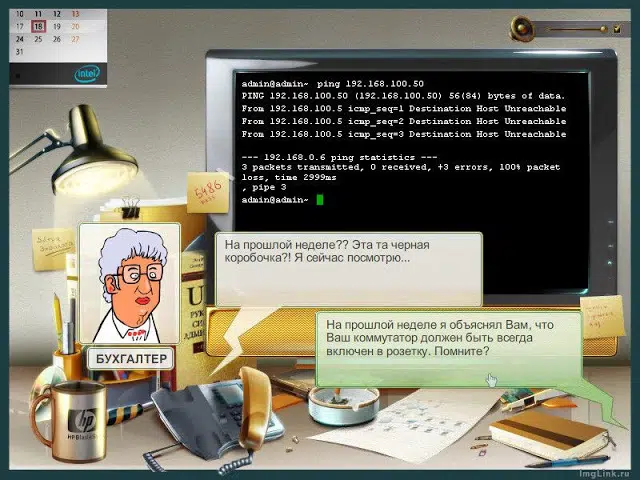 10 11 12 13
17 18 19 20
24 25 26 27
31
intel
admin@admin~ ping 192.168.100.50
PING 192.168.100.50 (192.168.100.50) 56(84) bytes of data.
From 192.168.100.5 icmp_seq=1 Destination Host Unreachable
From 192.168.100.5 icmp_seq=2 Destination Host Unreachable
From 192.168.100.5 icmp_seq=3 Destination Host Unreachable
--- 192.168.0.6 ping statistics ---
3 packets transmitted, 0 received, +3 errors, 100% packet
loss, time 2999ms
, pipe 3
admin@admin~
5486
На прошлой неделе?? Эта та черная
коробочка?! Я сейчас посмотрю...
На прошлой неделе я объяснял Вам, что
Ваш коммутатор должен быть всегда
включен в розетку. Помните?
БУХГАЛТЕР
hp
ImgLink.ru